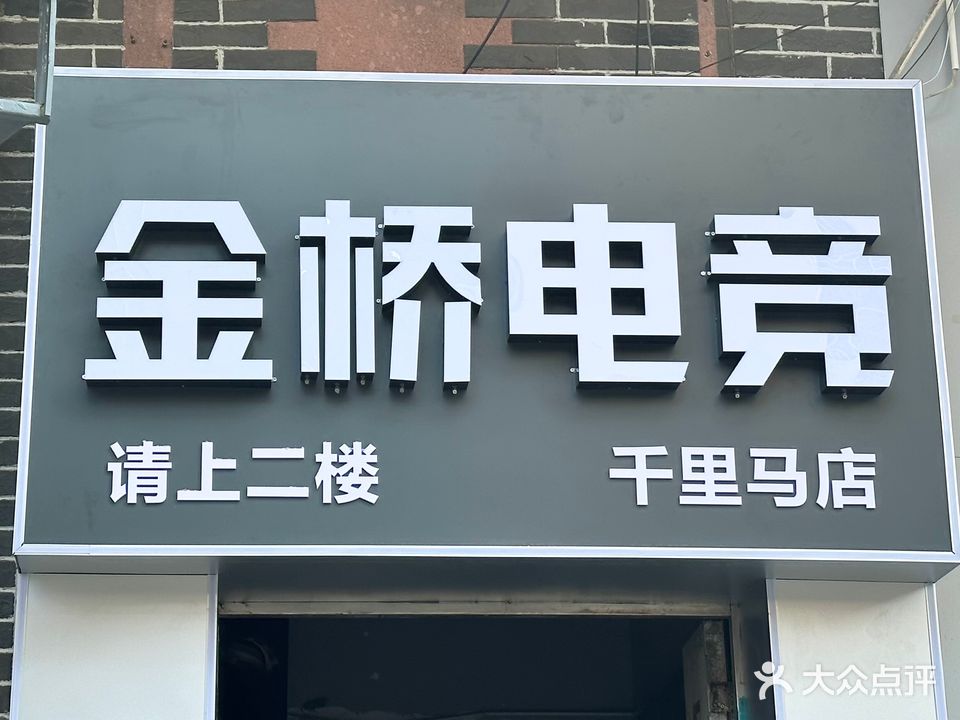 金桥电竞
请上二楼 千里马店
大众点评